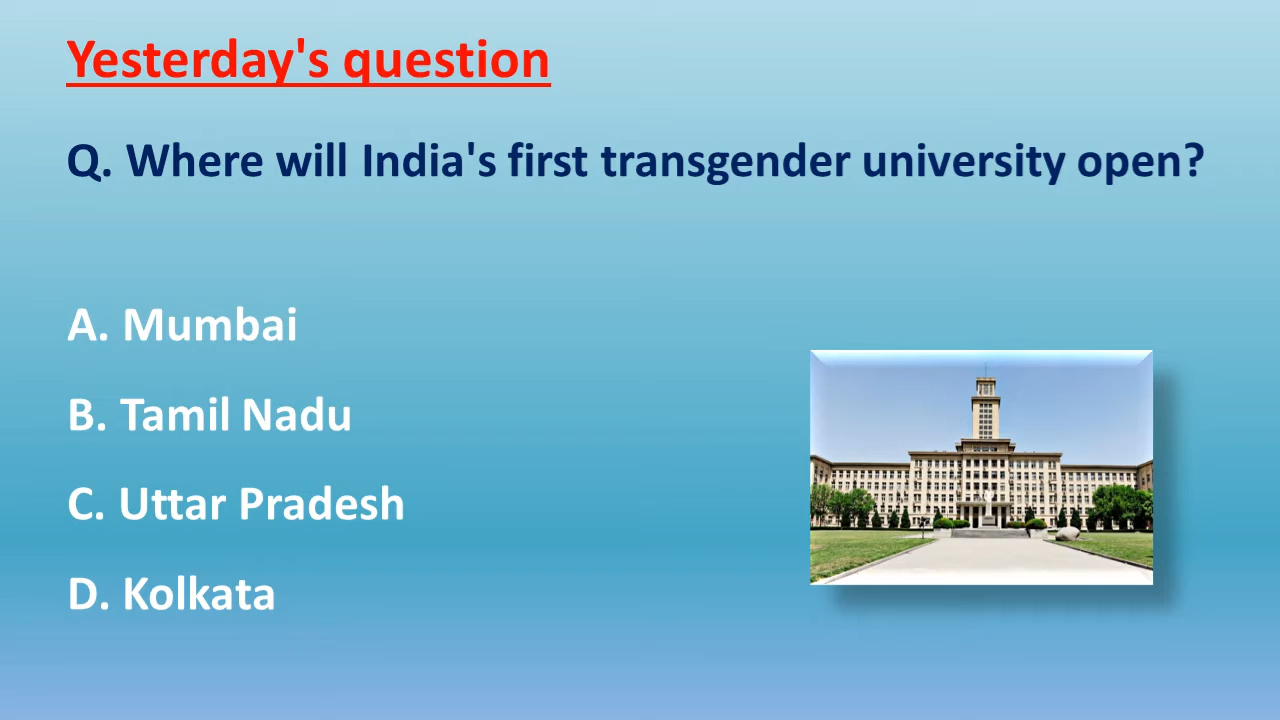 Yesterday's question
Q. Where will India's first transgender university open?
A. Mumbai
B. Tamil Nadu
C. Uttar Pradesh
D. Kolkata